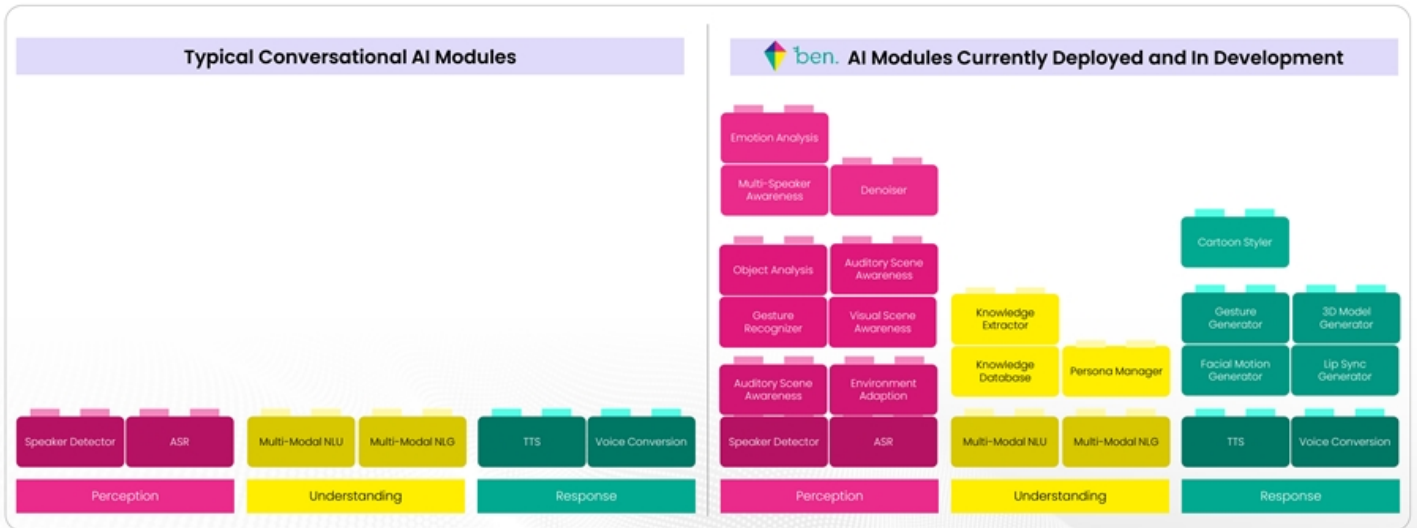 Typical Conversational AI Modules
Speaker Detector
ASR
Multi-Modal NLU
Multi-Modal NLG
TTS
Voice Conversion
Perception
Understanding
Response
ben. AI Modules Currently Deployed and In Development
Emotion Analysis
Multi-Speaker
Awareness
Denoiser
Object Analysis
Auditory Scene
Awareness
Gesture
Recognizer
Visual Scene
Awareness
Auditory Scene
Awareness
Environment
Adaption
Speaker Detector
ASR
Perception
Knowledge
Extractor
Knowledge
Database
Persona Manager
Multi-Modal NLU
Multi-Modal NLG
Understanding
Cartoon Styler
Gesture
Generator
3D Model
Generator
Facial Motion
Generator
Lip Sync
Generator
TTS
Voice Conversion
Response